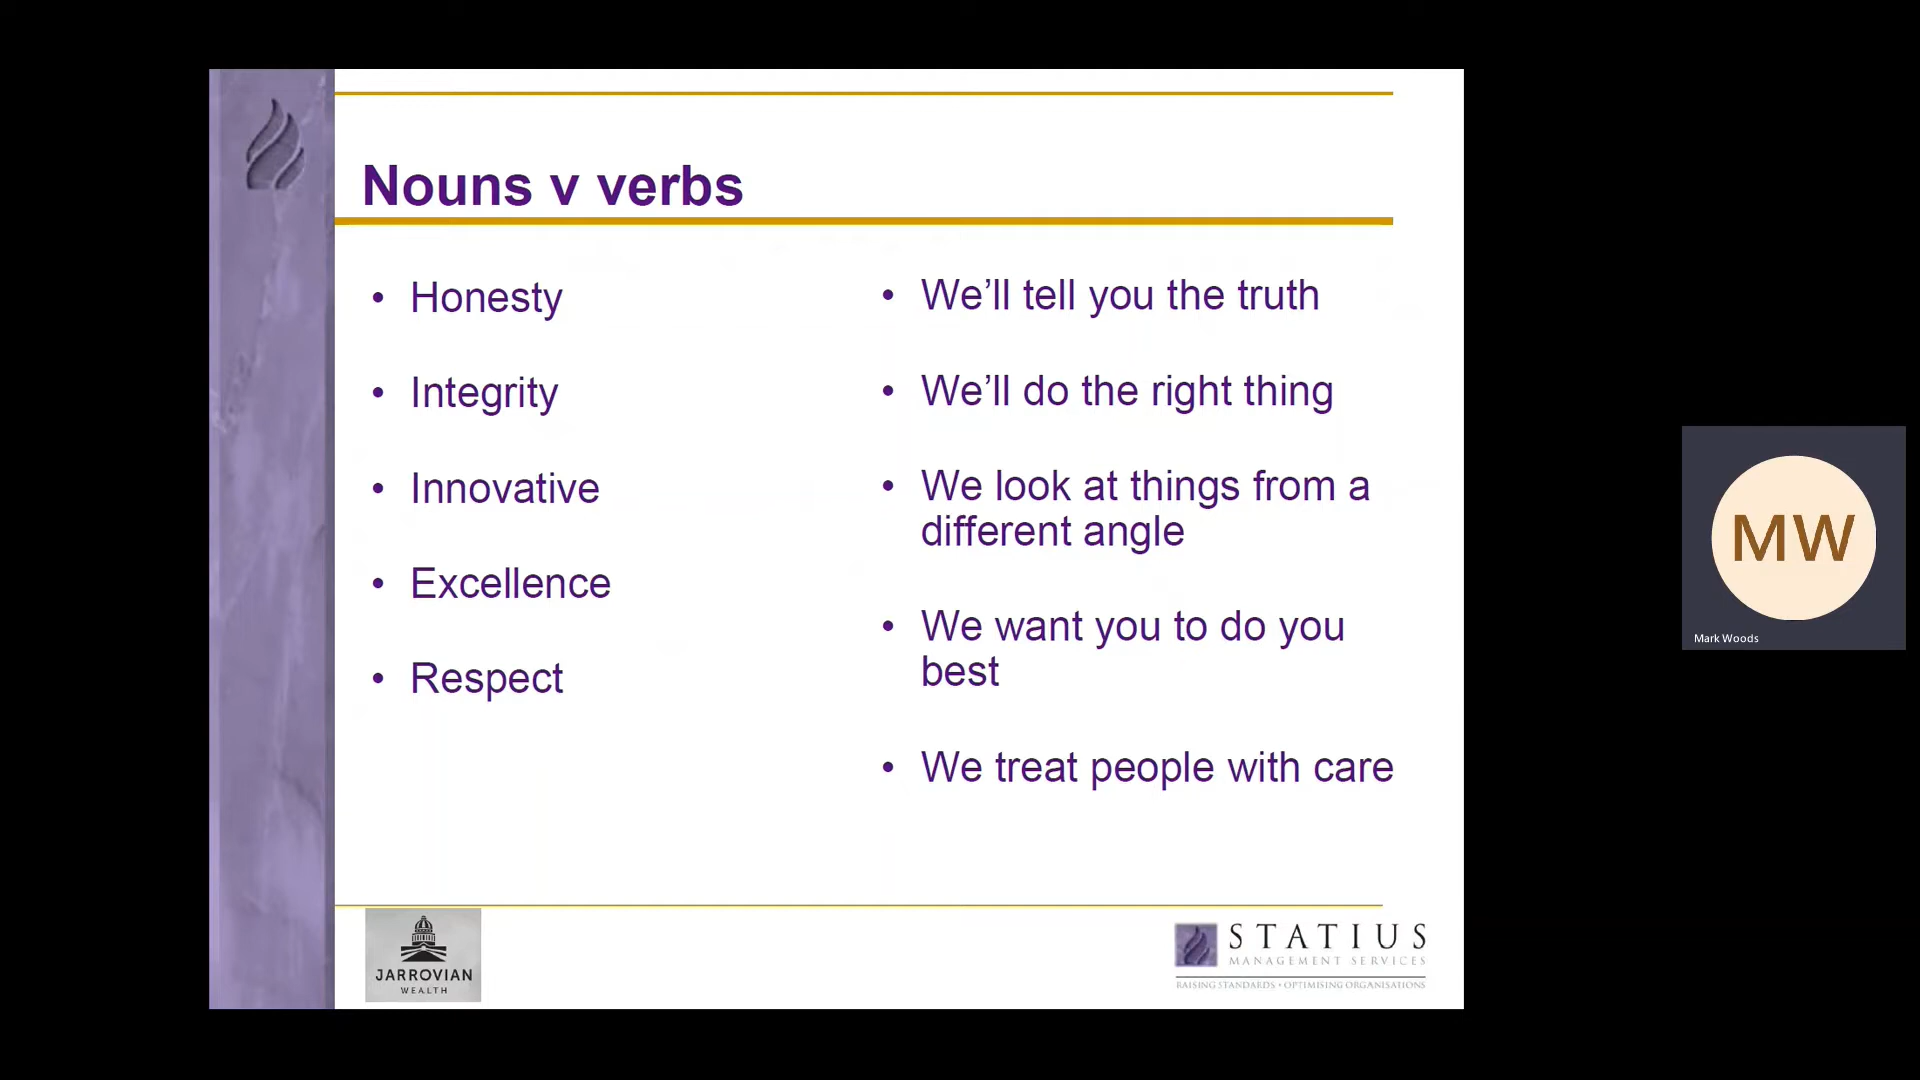 Nouns v verbs
• Honesty
• Integrity
• Innovative
• Excellence
• Respect
• We’ll tell you the truth
• We’ll do the right thing
• We look at things from a
different angle
• We want you to do you
best
• We treat people with care
JARROVIAN
WEALTH
STATIUS
MANAGEMENT SERVICES
RAISING STANDARDS • OPTIMISING ORGANISATIONS
MW
Mark Woods